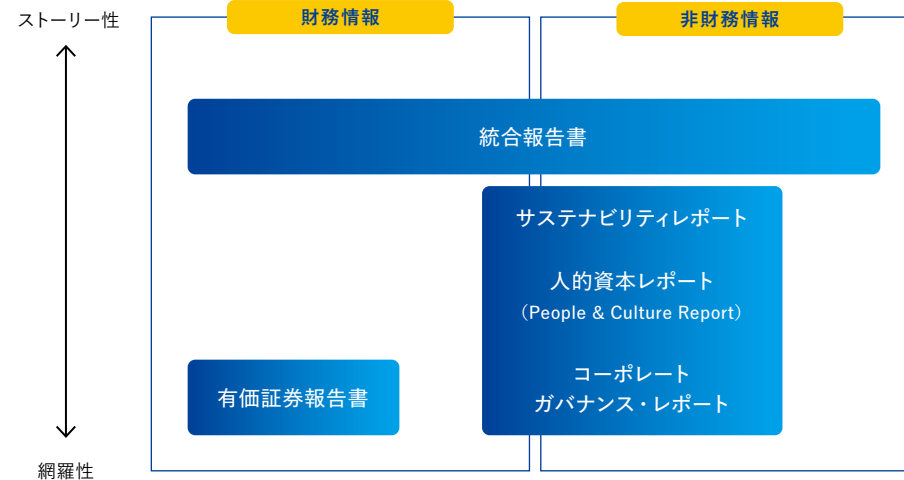 ストーリー性
財務情報
非財務情報
統合報告書
サステナビリティレポート
人的資本レポート
（People & Culture Report）
コーポレート
ガバナンス・レポート
有価証券報告書
網羅性